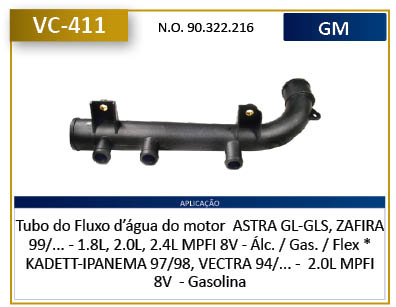 VC-411
N.O. 90.322.216
GM
APLICAÇÃO
Tubo do Fluxo d’água do motor ASTRA GL-GLS, ZAFIRA
99/... - 1.8L, 2.0L, 2.4L MPFI 8V - Álc. / Gas. / Flex *
KADETT-IPANEMA 97/98, VECTRA 94/... - 2.0L MPFI
8V - Gasolina